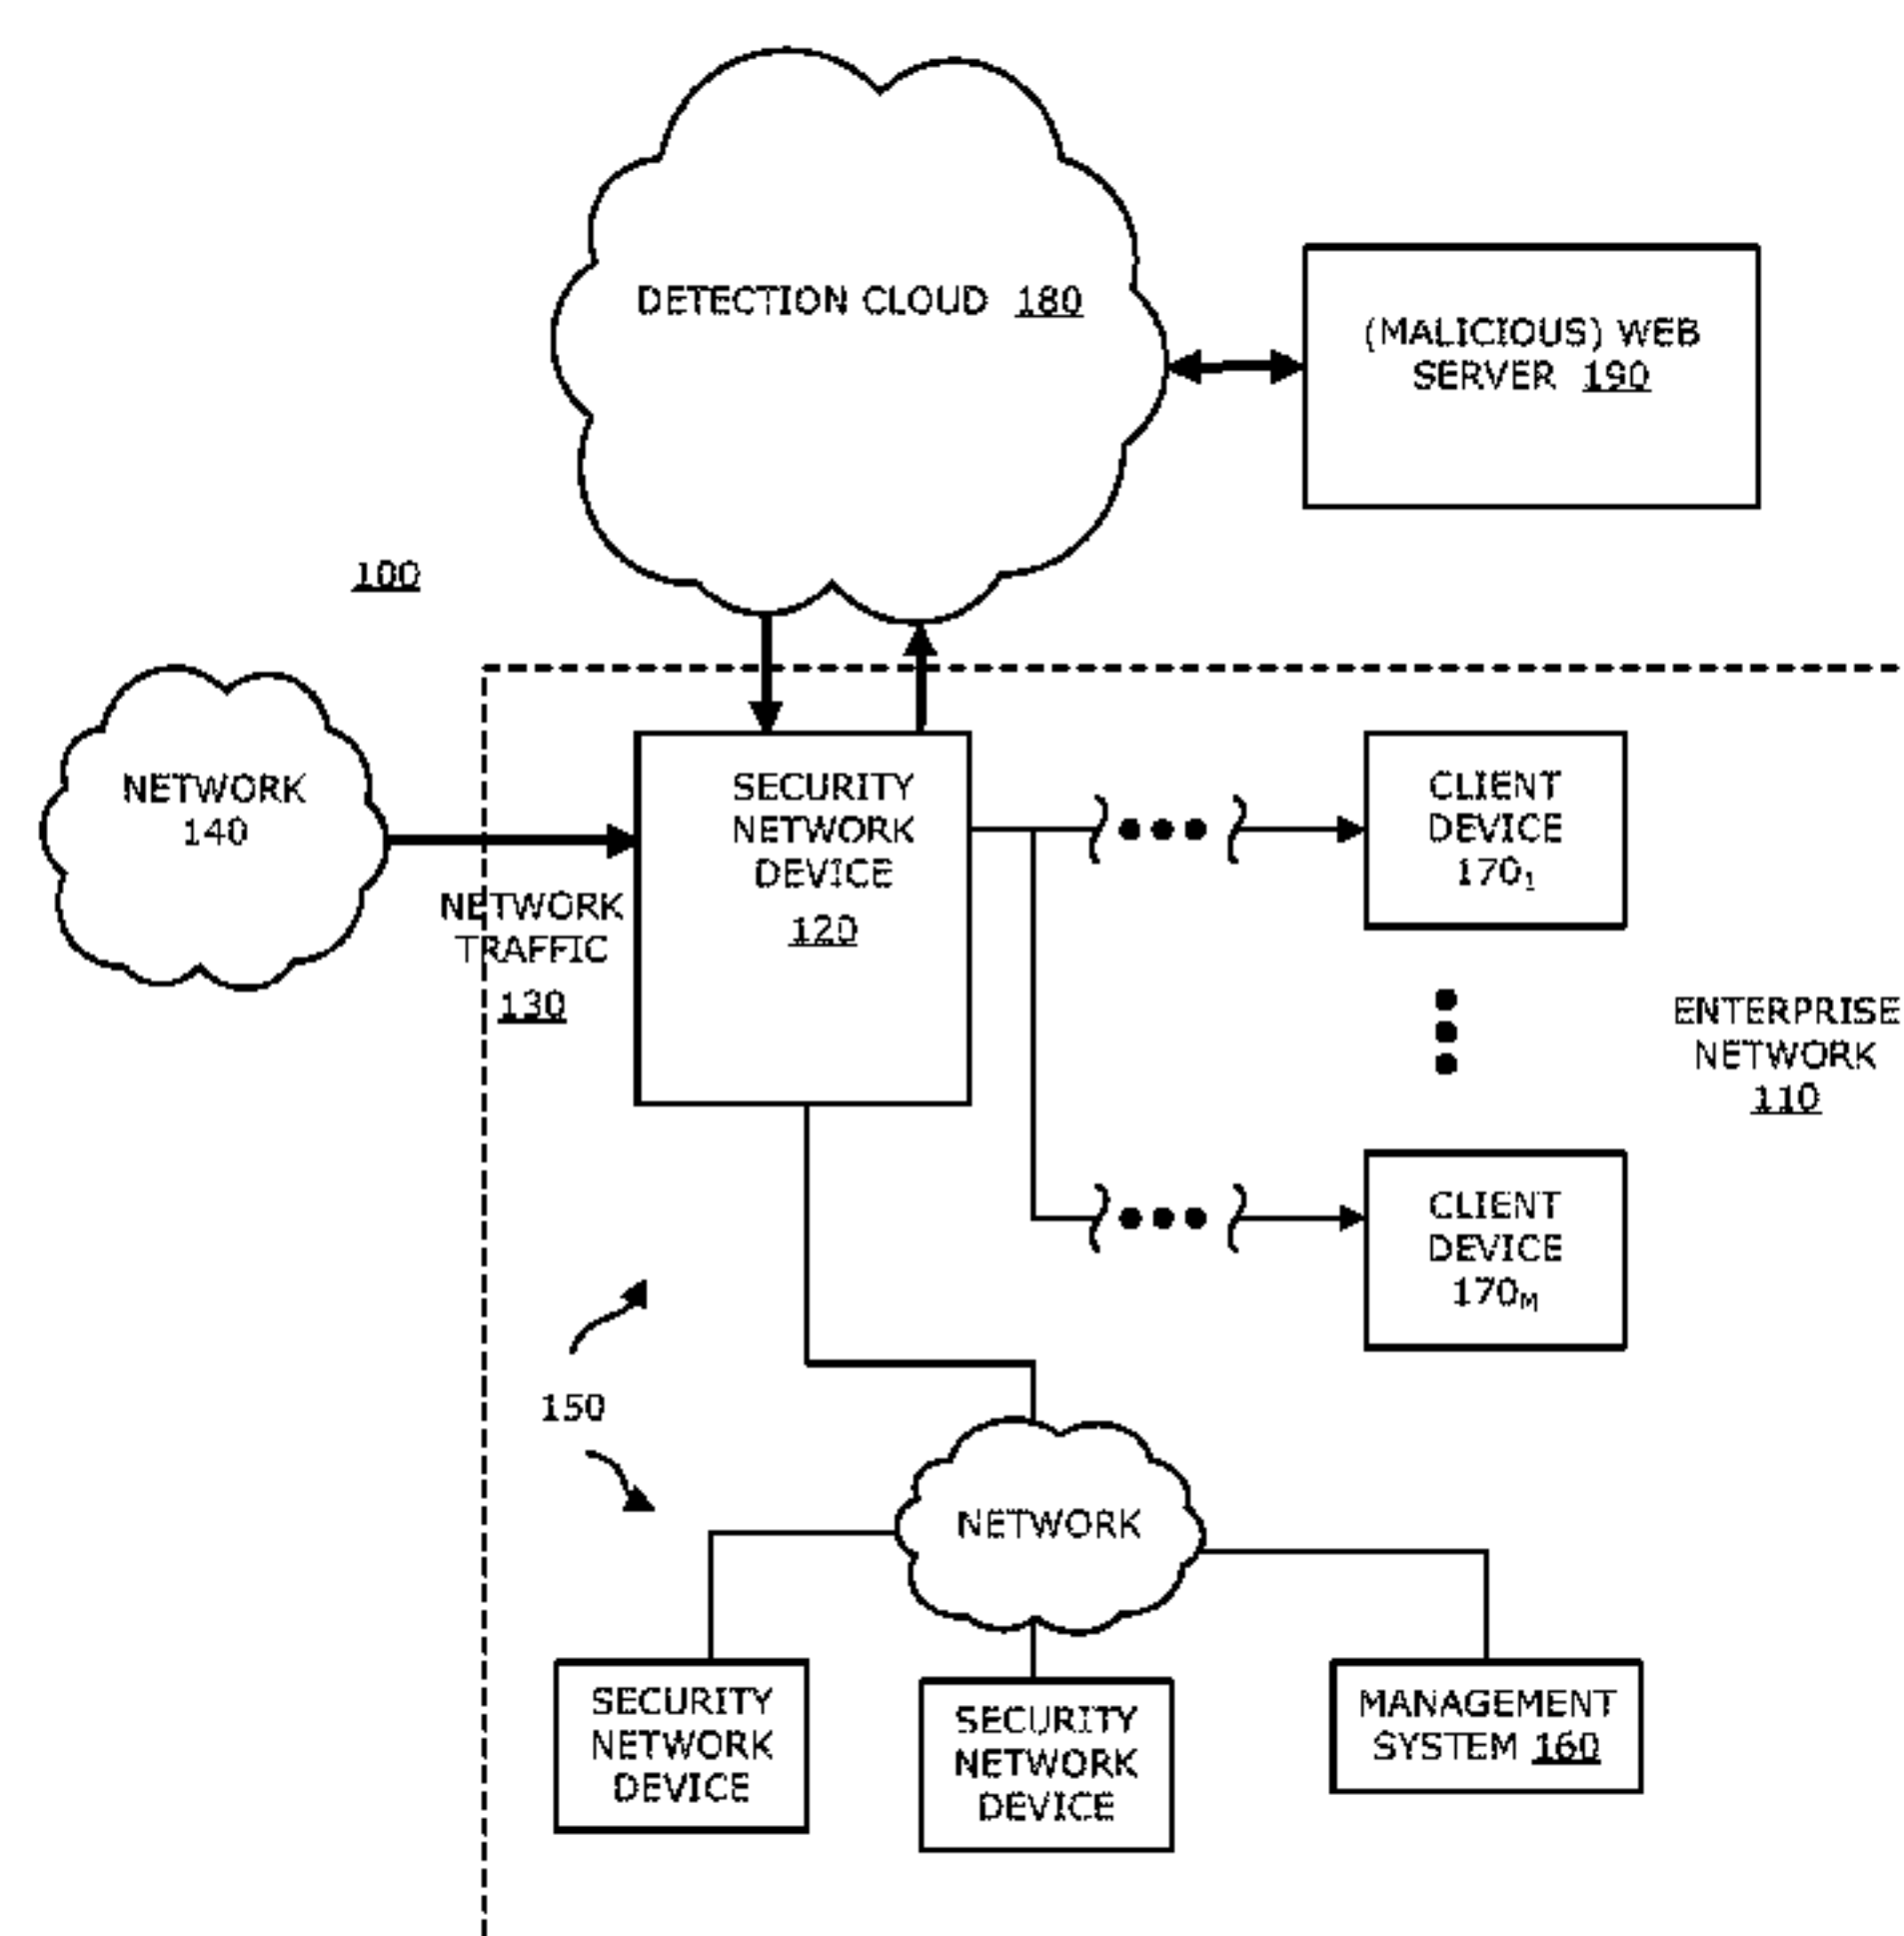 DETECTION CLOUD 180
(MALICIOUS) WEB
SERVER 190
100
NETWORK
140
NETWORK
TRAFFIC
130
SECURITY
NETWORK
DEVICE
120
CLIENT
DEVICE
170₁
ENTERPRISE
NETWORK
110
CLIENT
DEVICE
170ₘ
150
NETWORK
SECURITY
NETWORK
DEVICE
SECURITY
NETWORK
DEVICE
MANAGEMENT
SYSTEM 160